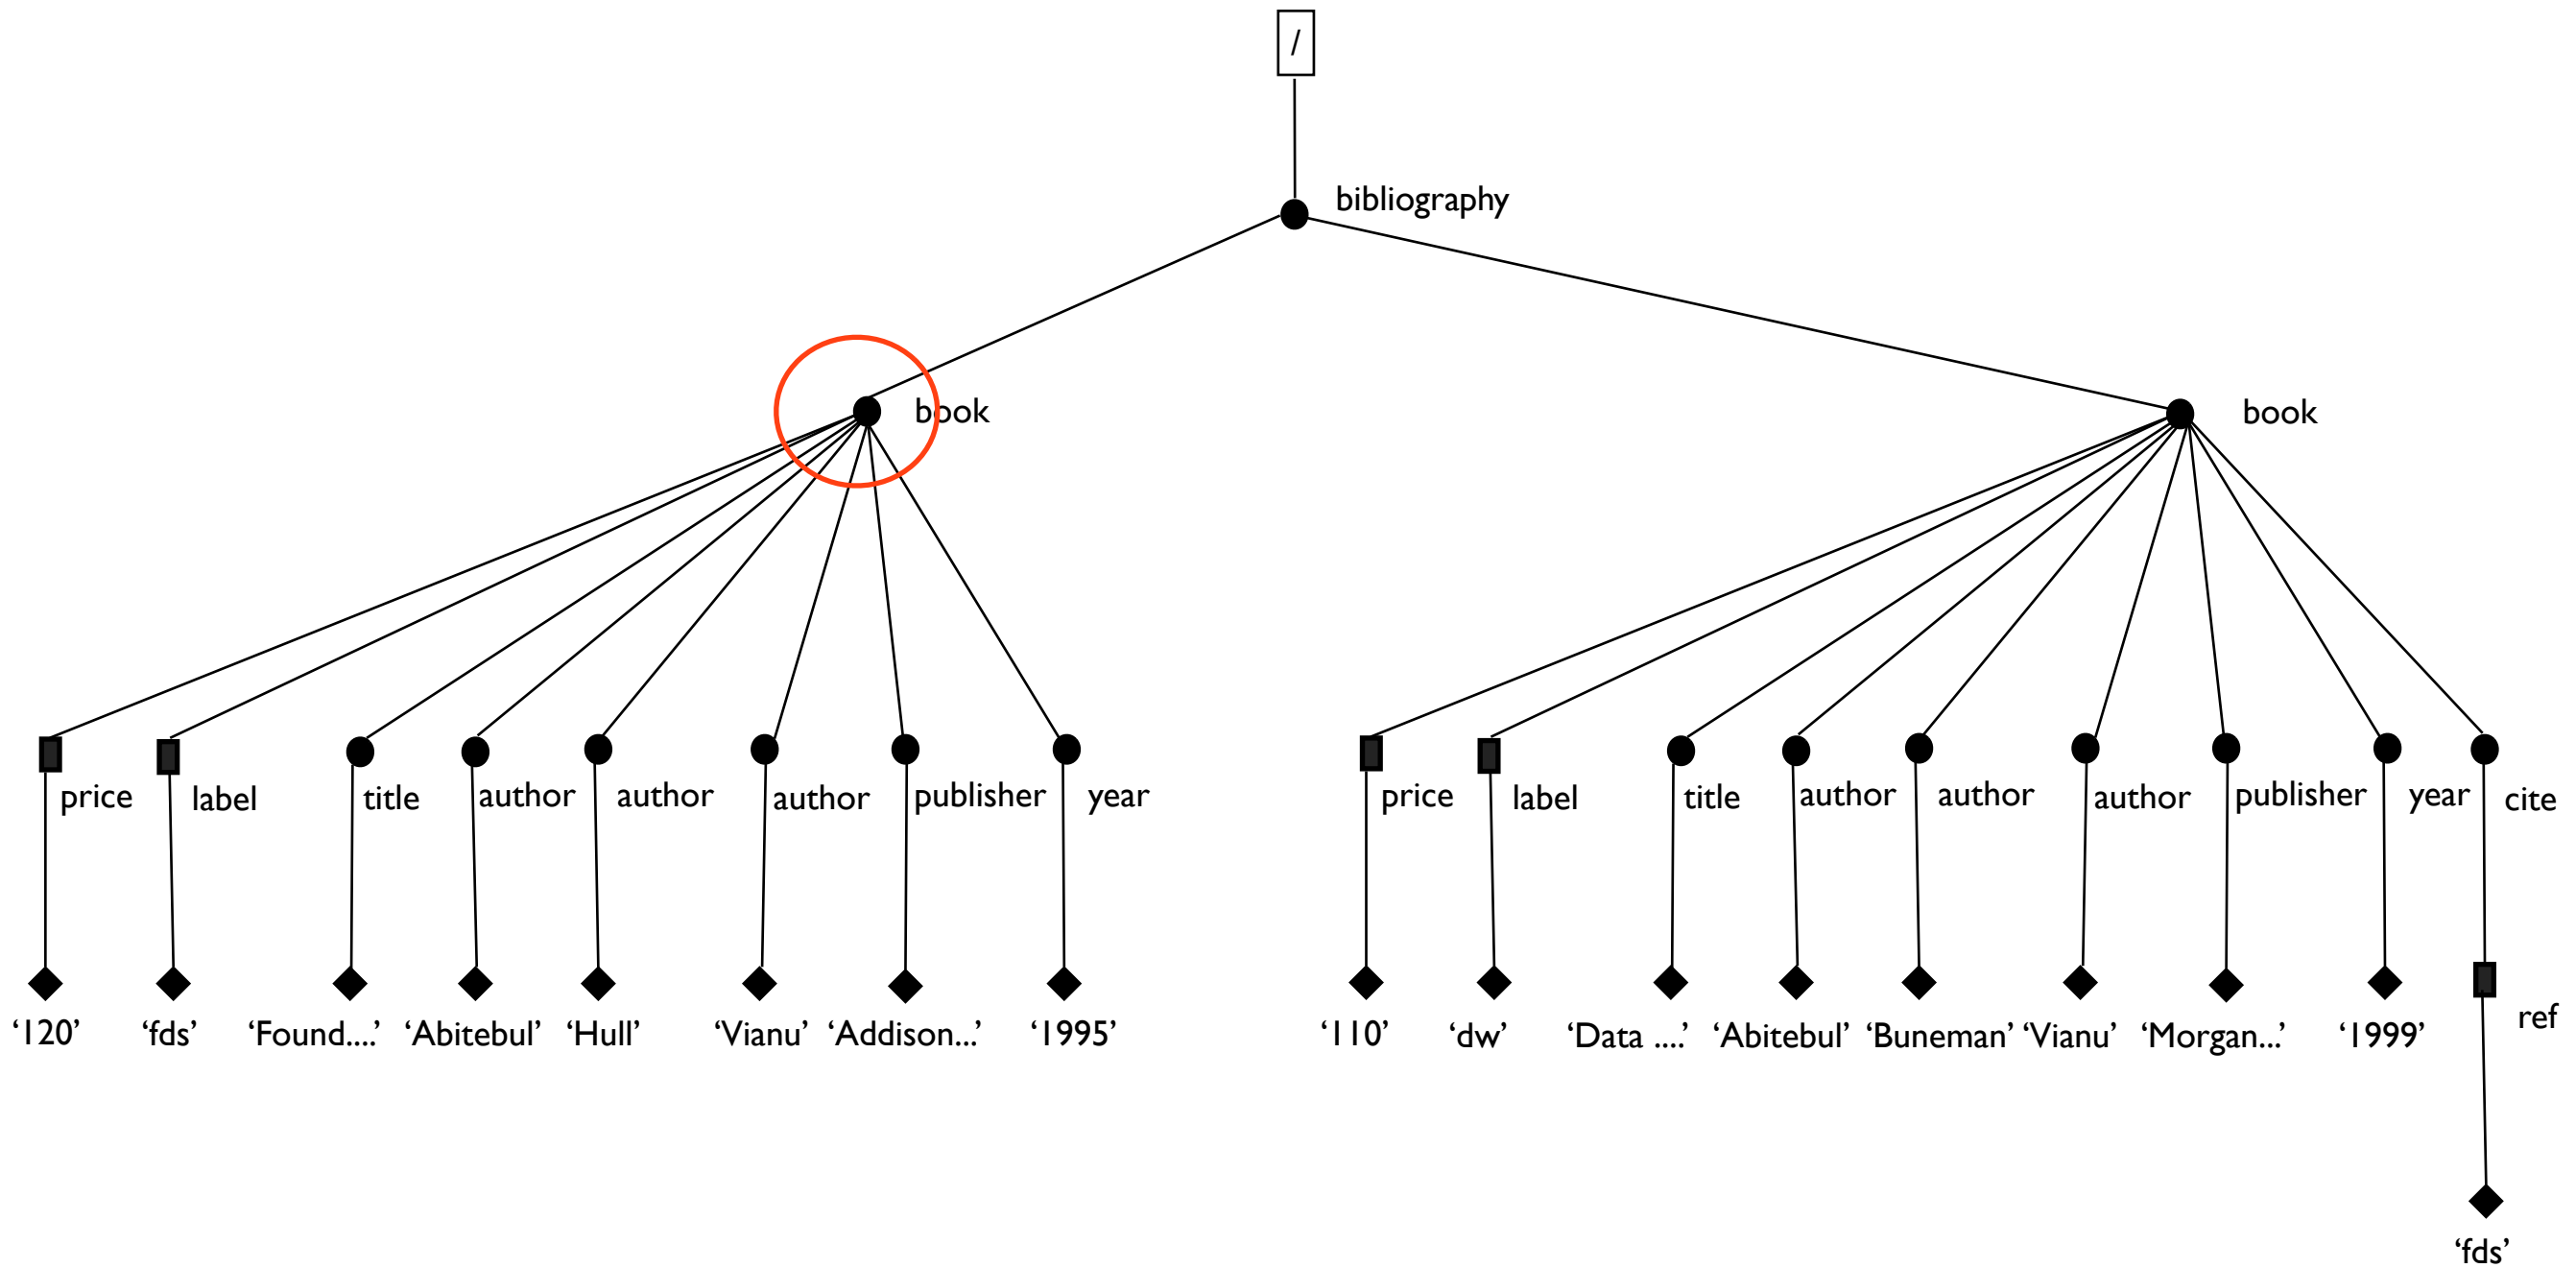 /
bibliography
book
book
price label title author author author publisher year
price label title author author author publisher year cite
‘120’ ‘fds’ ‘Found....’ ‘Abitebul’ ‘Hull’ ‘Vianu’ ‘Addison...’ ‘1995’
‘110’ ‘dw’ ‘Data ....’ ‘Abitebul’ ‘Buneman’ ‘Vianu’ ‘Morgan...’ ‘1999’
ref
‘fds’